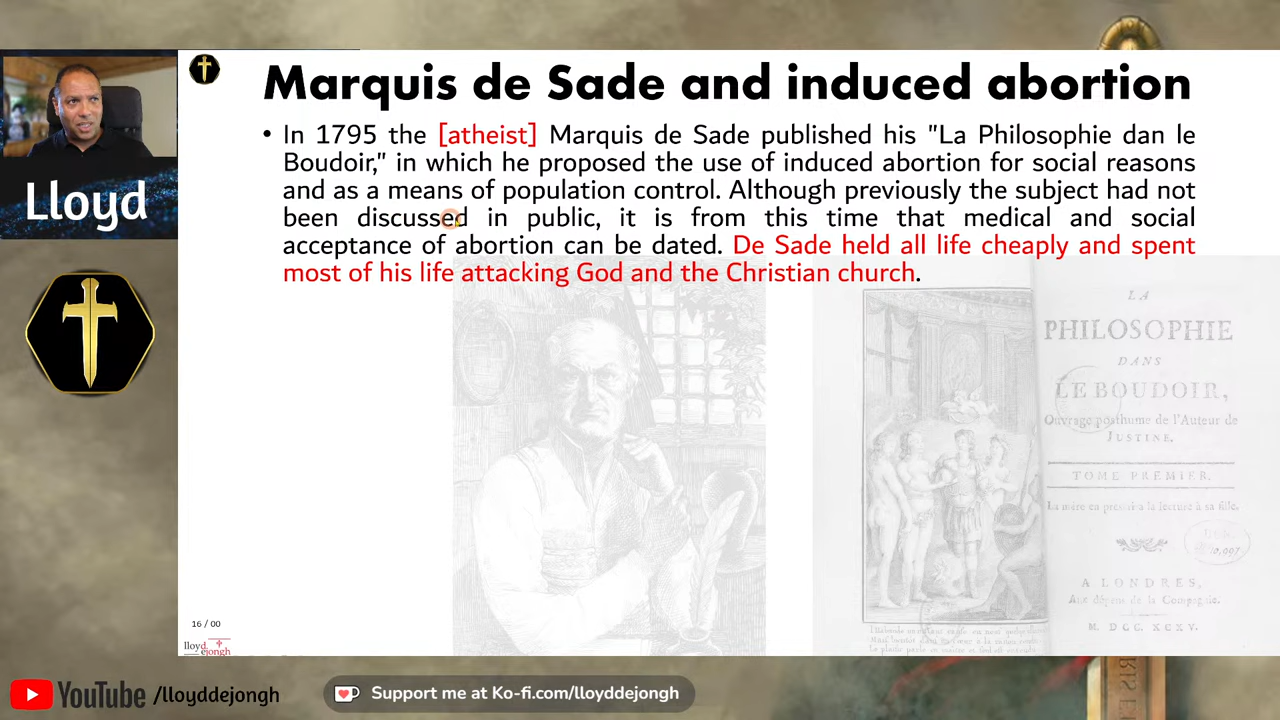 Marquis de Sade and induced abortion
• In 1795 the [atheist] Marquis de Sade published his "La Philosophie dan le
Boudoir," in which he proposed the use of induced abortion for social reasons
and as a means of population control. Although previously the subject had not
been discussed in public, it is from this time that medical and social
acceptance of abortion can be dated. De Sade held all life cheaply and spent
most of his life attacking God and the Christian church.
Lloyd
LA
PHILOSOPHIE
DANS
LE BOUDOIR,
Ouvrage posthume de l'Auteur de
JUSTINE.
TOME PREMIER.
La mère en prescrira la lecture à sa fille.
A LONDRES,
Aux dépens de la Compagnie.
M. DCC. XCXV.
16 / 00
lloyd
ejongh
YouTube /lloyddejongh
Support me at Ko-fi.com/lloyddejongh